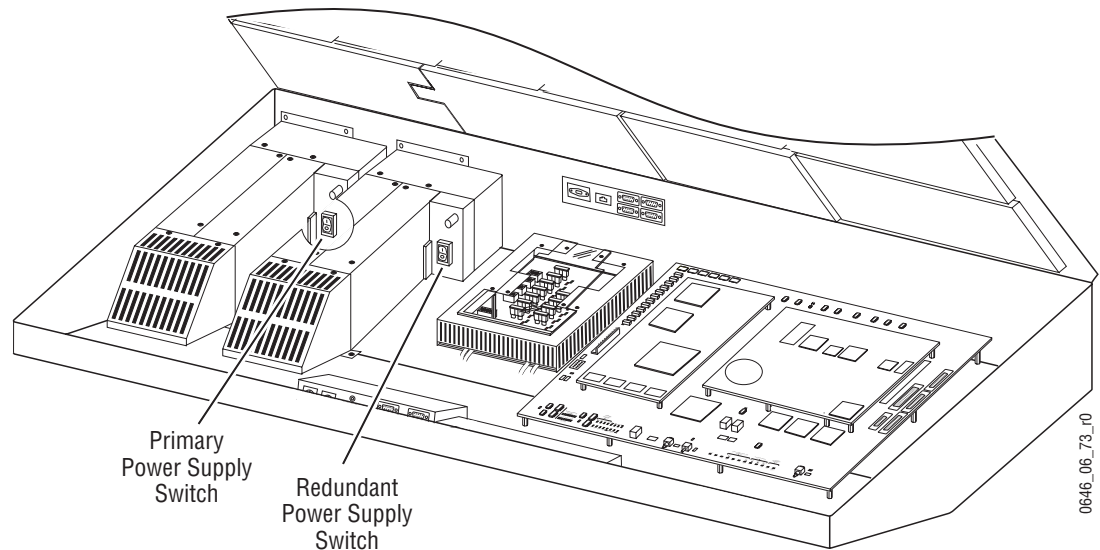 Primary
Power Supply
Switch
Redundant
Power Supply
Switch
0646_06_73_r0